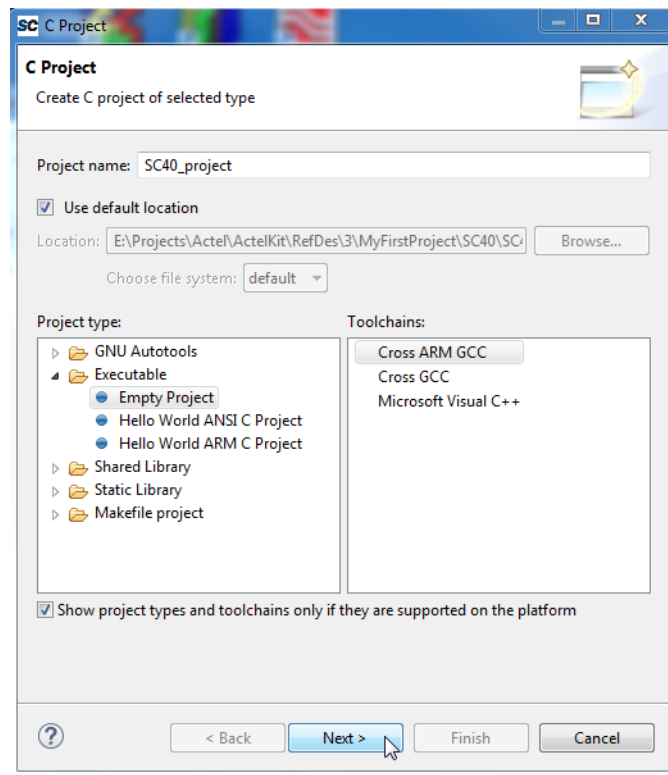 SC C Project
C Project
Create C project of selected type
Project name: SC40_project
Use default location
Location: E:\Projects\Actel\ActelKit\RefDes\3\MyFirstProject\SC40\SC Browse...
Choose file system: default
Project type: Toolchains:
GNU Autotools
Executable
Empty Project
Hello World ANSI C Project
Hello World ARM C Project
Shared Library
Static Library
Makefile project
Cross ARM GCC
Cross GCC
Microsoft Visual C++
Show project types and toolchains only if they are supported on the platform
? < Back Next > Finish Cancel